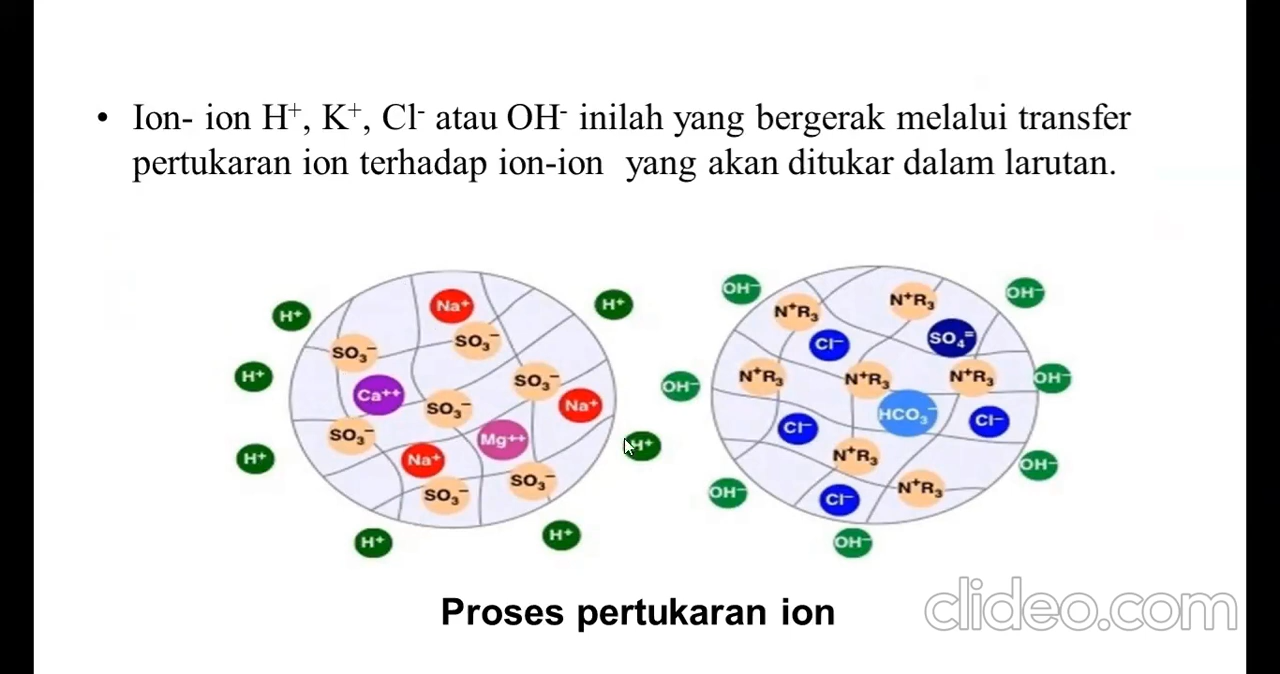 • Ion- ion H⁺, K⁺, Cl⁻ atau OH⁻ inilah yang bergerak melalui transfer
pertukaran ion terhadap ion-ion yang akan ditukar dalam larutan.
H⁺ Na⁺ H⁺
SO₃⁻ SO₃⁻
H⁺ Ca⁺⁺ SO₃⁻ SO₃⁻ Na⁺
SO₃⁻ Mg⁺⁺ H⁺
H⁺ Na⁺ SO₃⁻ SO₃⁻
H⁺ H⁺
OH⁻ N⁺R₃ N⁺R₃ OH⁻
Cl⁻ SO₄⁼
OH⁻ N⁺R₃ N⁺R₃ N⁺R₃ OH⁻
Cl⁻ HCO₃⁻ Cl⁻
N⁺R₃ OH⁻
OH⁻ Cl⁻ N⁺R₃
OH⁻
Proses pertukaran ion
clideo.com